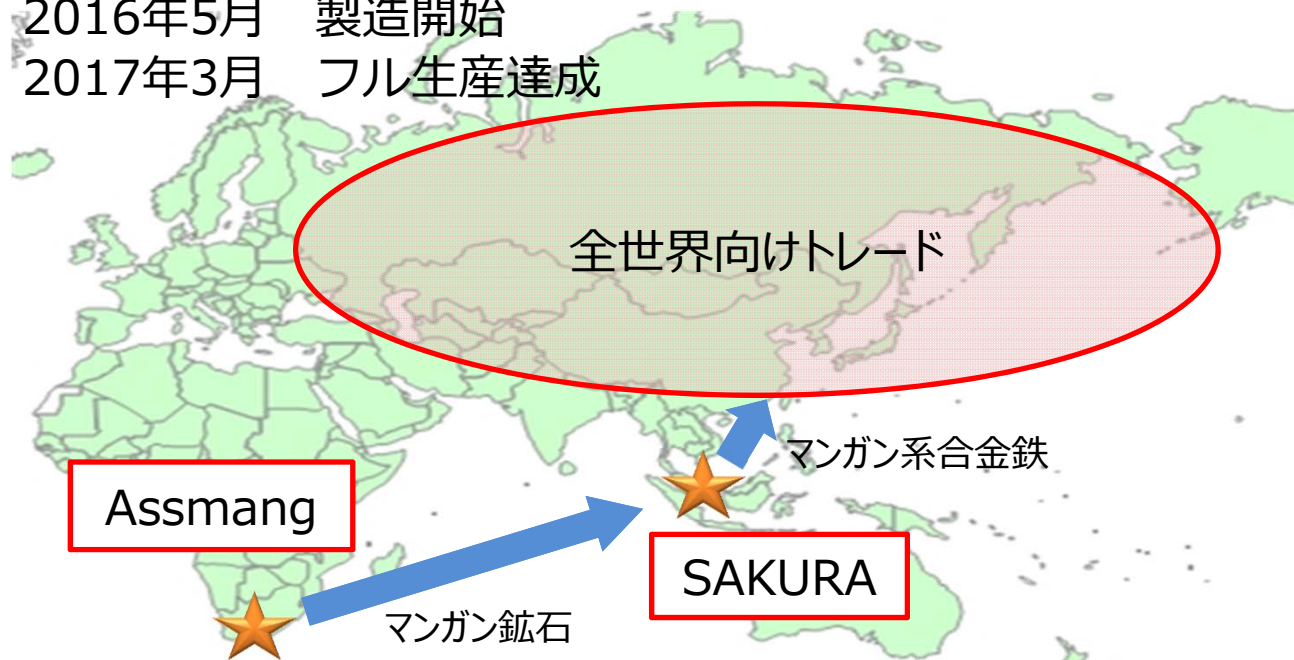 2016年5月　製造開始
2017年3月　フル生産達成
全世界向けトレード
マンガン系合金鉄
Assmang
SAKURA
マンガン鉱石